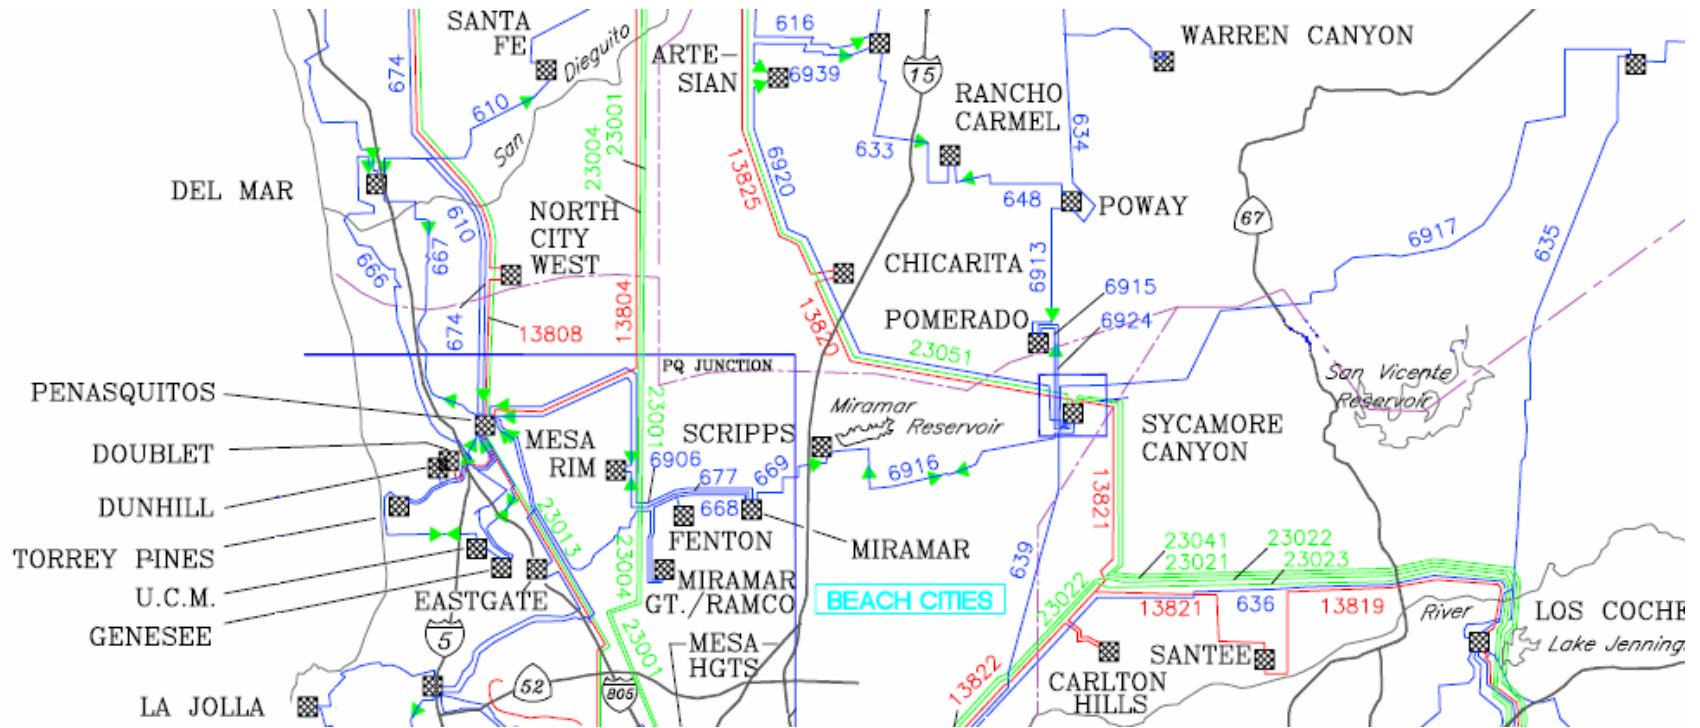 SANTA
FE
Dieguito
San
674
610
23004
23001
ARTE-
SIAN
616
6939
15
RANCHO
CARMEL
WARREN CANYON
634
633
648
POWAY
67
6917
635
DEL MAR
610
667
666
NORTH
CITY
WEST
13825
6920
CHICARITA
6913
6915
6924
POMERADO
674
13808
13804
13820
23051
PQ JUNCTION
PENASQUITOS
DOUBLET
DUNHILL
TORREY PINES
U.C.M.
GENESEE
MESA
RIM
23001
SCRIPPS
Miramar
Reservoir
San Vicente
Reservoir
SYCAMORE
CANYON
6906
677
669
668
6916
FENTON
MIRAMAR
13821
639
23013
23004
EASTGATE
MIRAMAR
GT./RAMCO
BEACH CITIES
23041
23021
23022
23023
23022
13821
636
13819
River
LOS COCHE
Lake Jennings
5
23001
MESA
HGTS
13822
CARLTON
HILLS
SANTEE
LA JOLLA
52
805